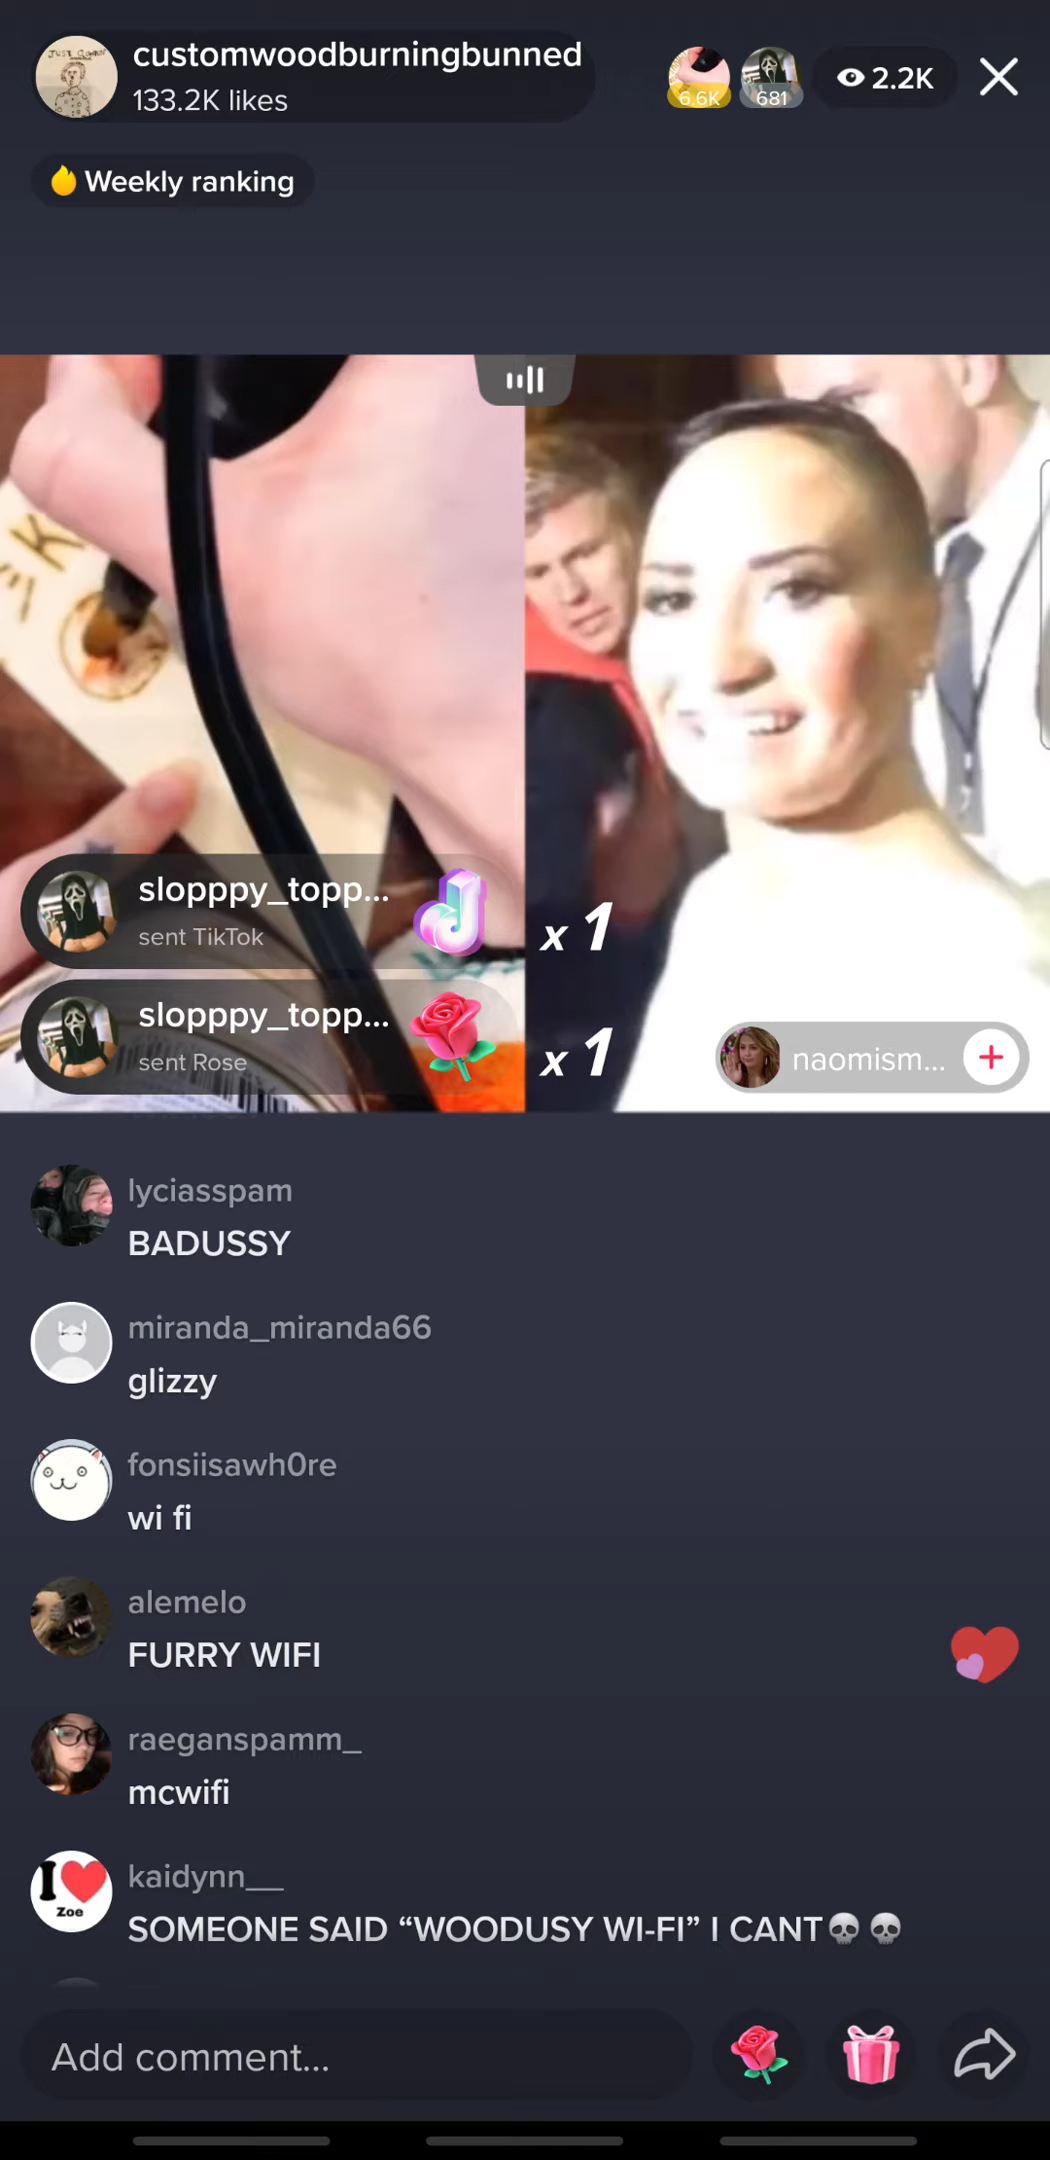 customwoodburningbunned
133.2K likes
6.6K
681
2.2K
Weekly ranking
K
slopppy_topp...
sent TikTok
x 1
slopppy_topp...
sent Rose
x 1
naomism...
lyciasspam
BADUSSY
miranda_miranda66
glizzy
fonsiisawh0re
wi fi
alemelo
FURRY WIFI
raeganspamm_
mcwifi
I
Zoe
kaidynn__
SOMEONE SAID “WOODUSY WI-FI” I CANT💀💀
Add comment...